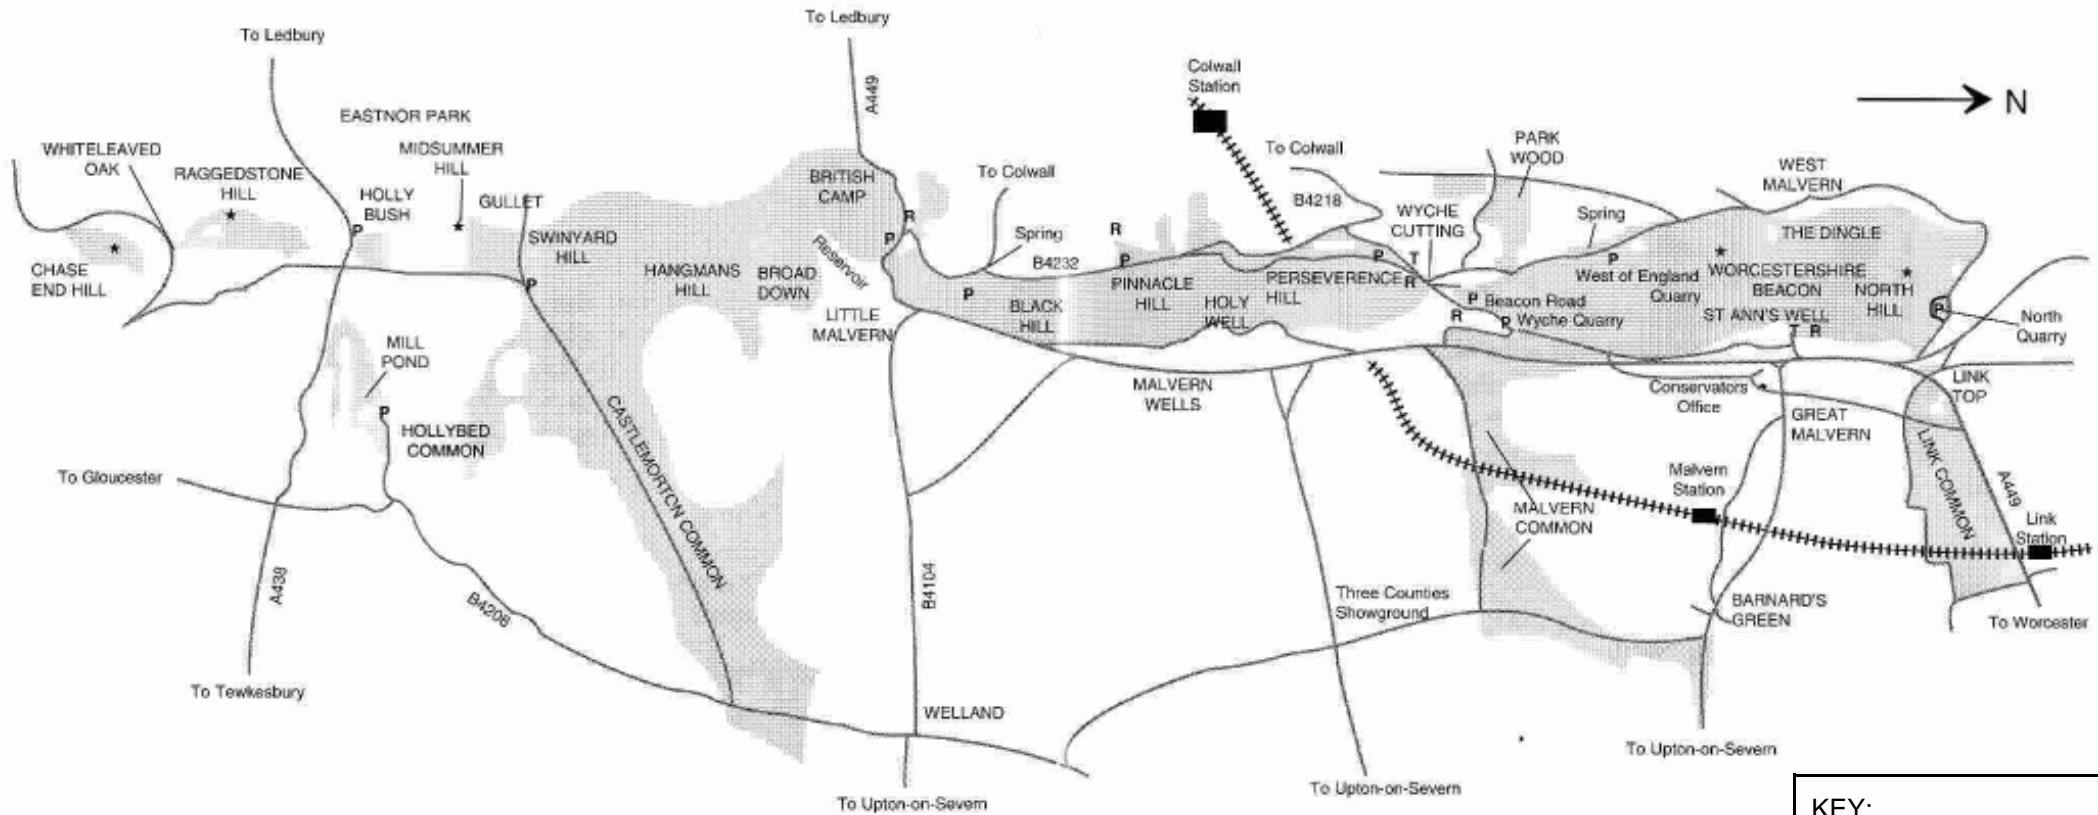 To Ledbury
To Ledbury
Colwall
Station
N
EASTNOR PARK
A449
WHITELEAVED
OAK
RAGGEDSTONE
HILL
MIDSUMMER
HILL
HOLLY
BUSH
GULLET
BRITISH
CAMP
To Colwall
To Colwall
PARK
WOOD
WEST
MALVERN
B4218
WYCHE
CUTTING
Spring
Spring
P
R
P
R
P
P
T
R
P
THE DINGLE
CHASE
END HILL
SWINYARD
HILL
HANGMANS
HILL
BROAD
DOWN
Reservoir
B4232
P
P
BLACK
HILL
PINNACLE
HILL
HOLY
WELL
PERSEVERENCE
HILL
West of England
Quarry
WORCESTERSHIRE
BEACON
NORTH
HILL
P
Beacon Road
R
P
Wyche Quarry
ST ANN'S WELL
T R
P
North
Quarry
LITTLE
MALVERN
MILL
POND
P
HOLLYBED
COMMON
CASTLEMORTON COMMON
MALVERN
WELLS
Conservators
Office
GREAT
MALVERN
LINK
TOP
LINK COMMON
A449
To Gloucester
Malvern
Station
MALVERN
COMMON
Link
Station
A438
B4208
B4104
Three Counties
Showground
BARNARD'S
GREEN
To Worcester
To Tewkesbury
WELLAND
To Upton-on-Severn
To Upton-on-Severn
To Upton-on-Severn
KEY: